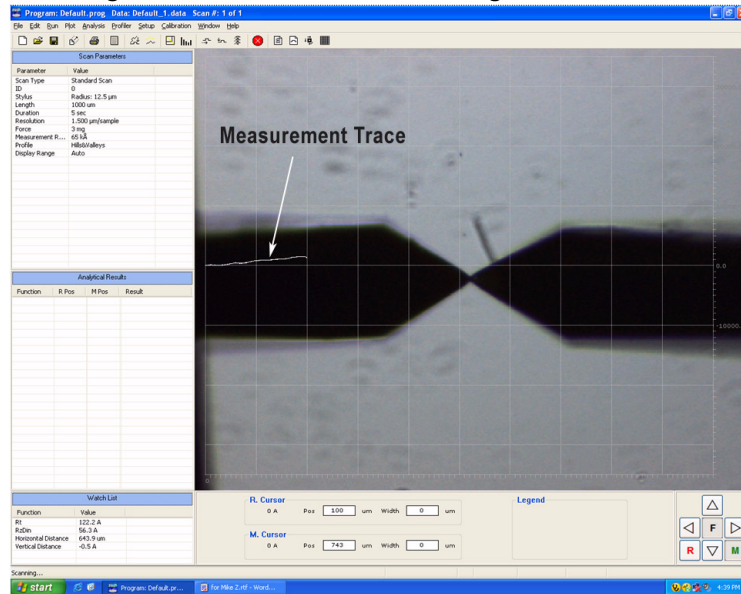 Program: Default.prog Data: Default_1.data Scan #: 1 of 1
File Edit Run Plot Analysis Profiler Setup Calibration Window Help
Scan Parameters
Parameter Value
Scan Type Standard Scan
ID 0
Stylus Radius: 12.5 µm
Length 1000 um
Duration 5 sec
Resolution 1.500 µm/sample
Force 3 mg
Measurement R... 65 kÅ
Profile Hills&Valleys
Display Range Auto
Measurement Trace
0.0
-10000.
0
Analytical Results
Function R Pos M Pos Result
Watch List
Function Value
Rt 122.2 A
RzDin 56.3 A
Horizontal Distance 643.9 um
Vertical Distance -0.5 A
R. Cursor
0 A Pos 100 um Width 0 um
M. Cursor
0 A Pos 743 um Width 0 um
Legend
F
R M
Scanning...
start Program: Default.pr... for Mike Z.rtf - Word... 4:39 PM